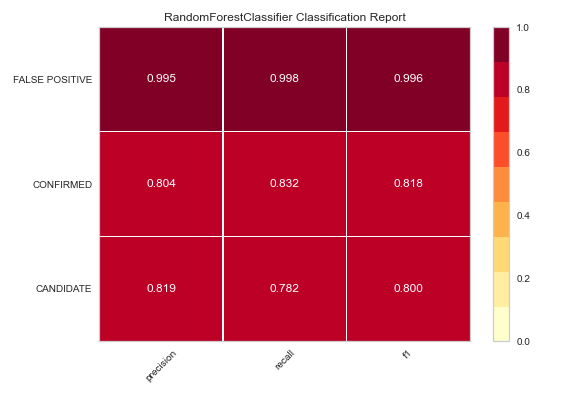 RandomForestClassifier Classification Report
FALSE POSITIVE 0.995 0.998 0.996
CONFIRMED 0.804 0.832 0.818
CANDIDATE 0.819 0.782 0.800
precision recall f1
1.0
0.8
0.6
0.4
0.2
0.0